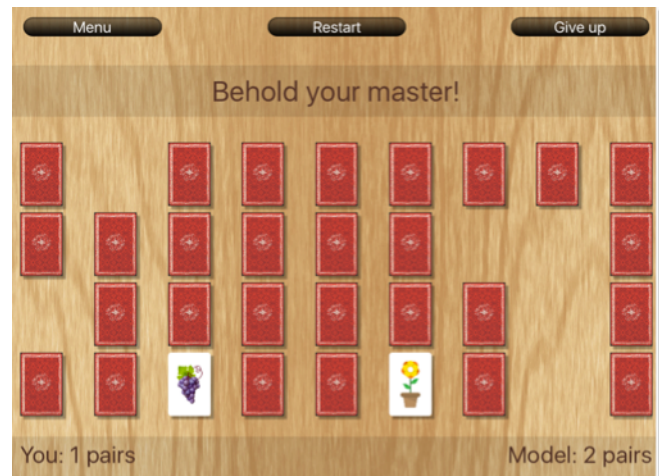 Menu
Restart
Give up
Behold your master!
You: 1 pairs
Model: 2 pairs